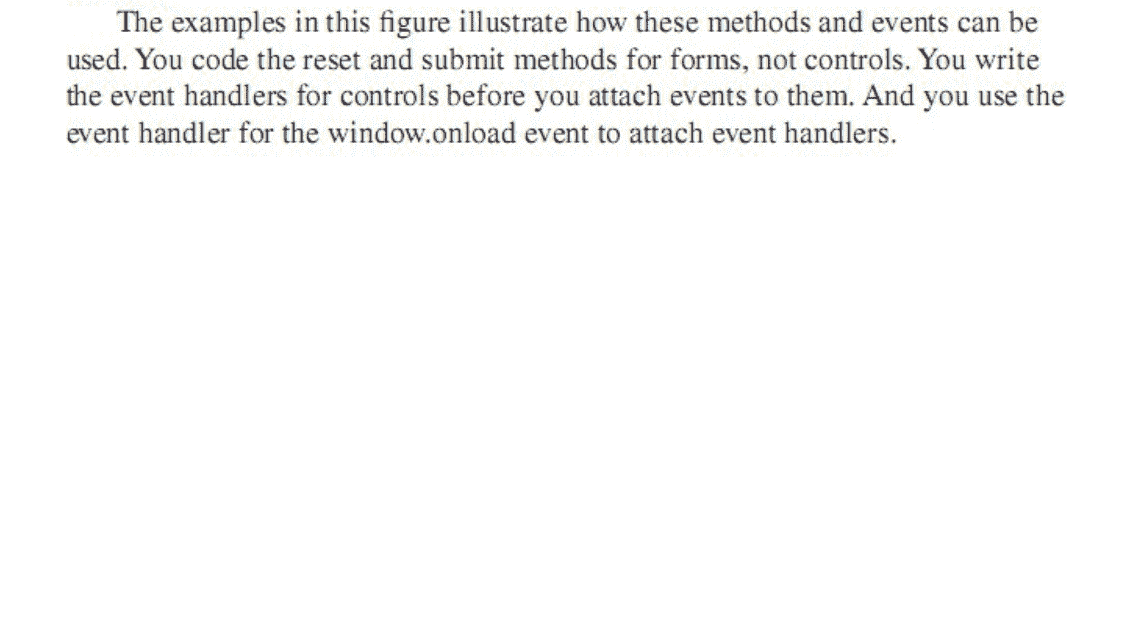 The examples in this figure illustrate how these methods and events can be
used. You code the reset and submit methods for forms, not controls. You write
the event handlers for controls before you attach events to them. And you use the
event handler for the window.onload event to attach event handlers.